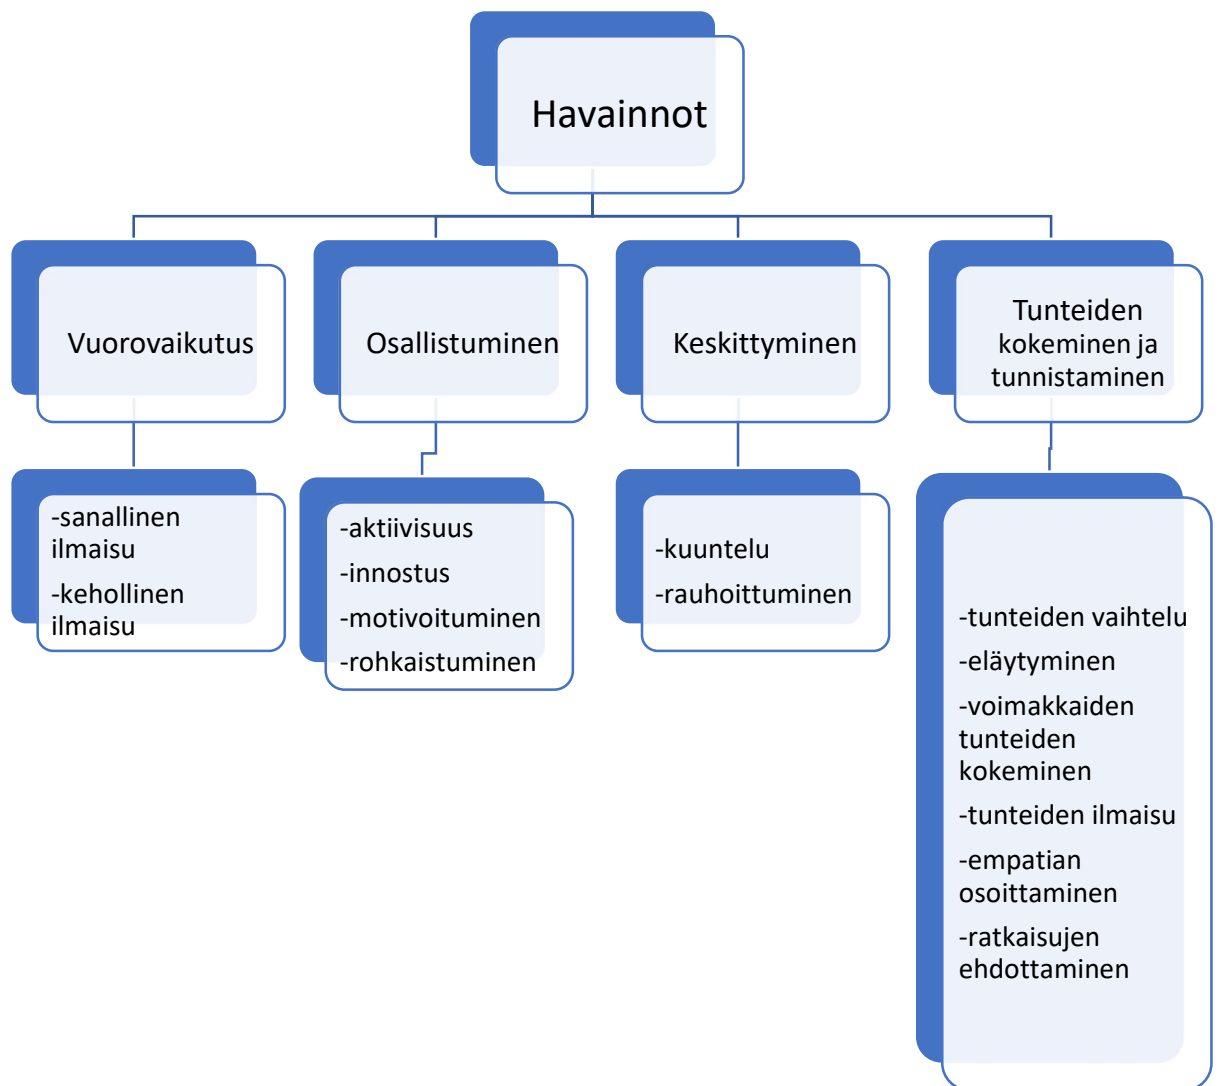 Havainnot
Vuorovaikutus
-sanallinen
ilmaisu
-kehollinen
ilmaisu
Osallistuminen
-aktiivisuus
-innostus
-motivoituminen
-rohkaistuminen
Keskittyminen
-kuuntelu
-rauhoittuminen
Tunteiden
kokeminen ja
tunnistaminen
-tunteiden vaihtelu
-eläytyminen
-voimakkaiden
tunteiden
kokeminen
-tunteiden ilmaisu
-empatian
osoittaminen
-ratkaisujen
ehdottaminen